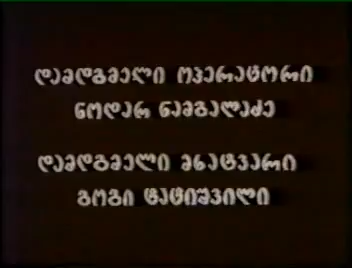 დამდგმელი ოპერატორი
ნოდარ ნამგალაძე
დამდგმელი მხატვარი
გოგი ტატიშვილი